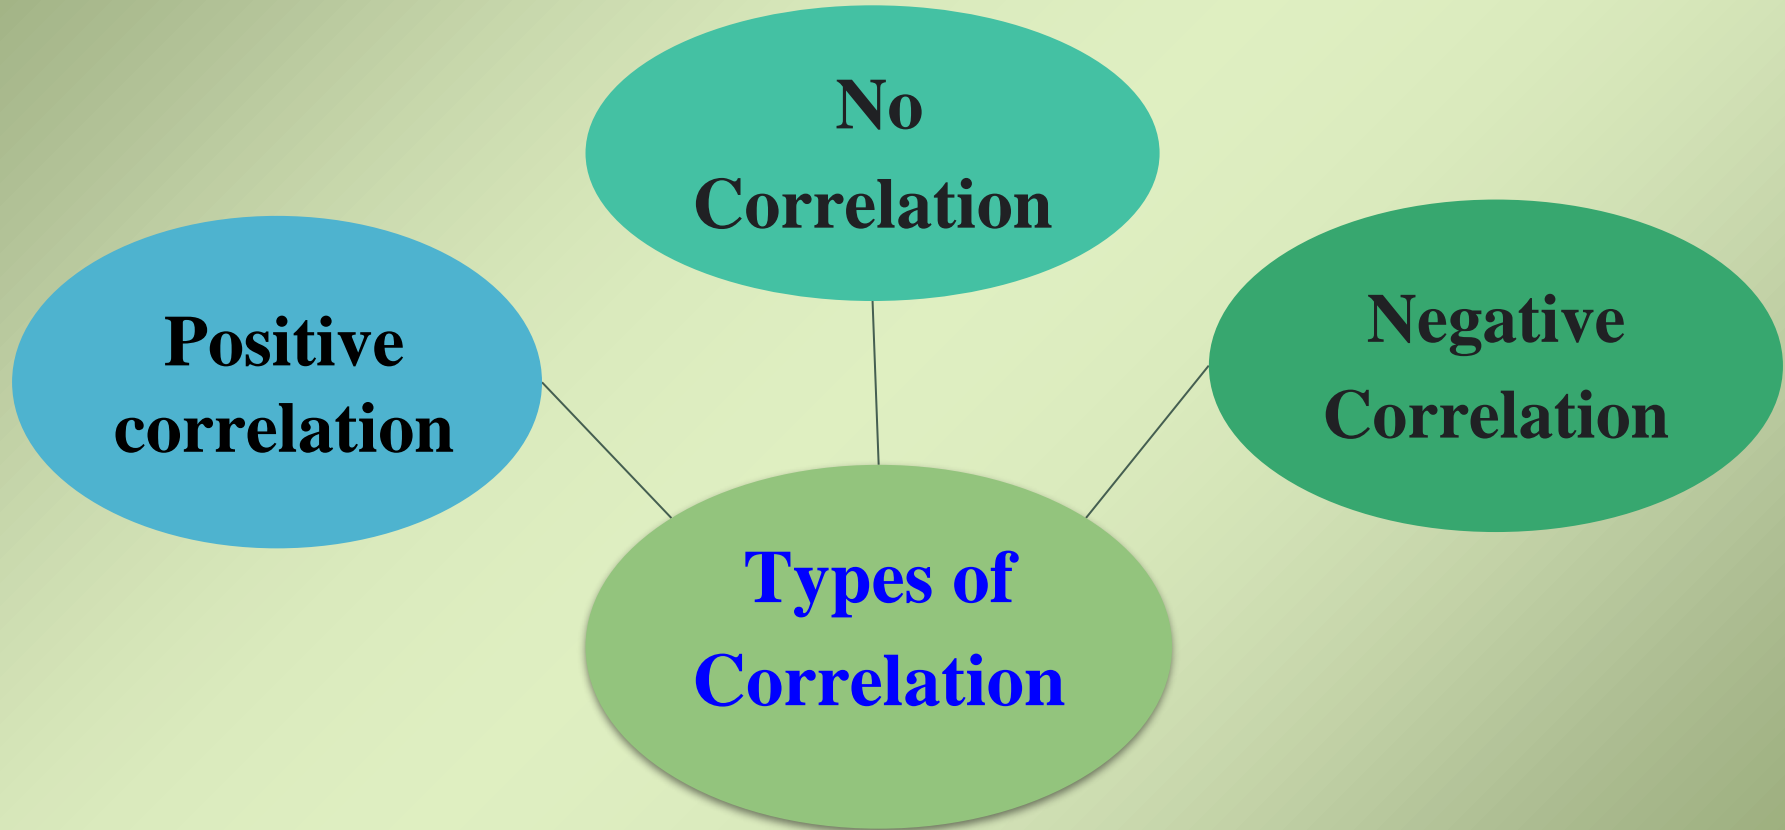 No
Correlation
Positive
correlation
Negative
Correlation
Types of
Correlation